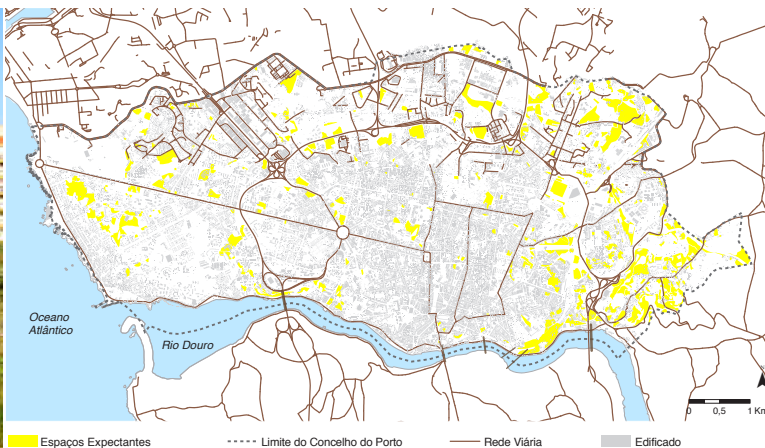 Oceano
Atlântico
Rio Douro
0 0,5 1 Km
Espaços Expectantes
Limite do Concelho do Porto
Rede Viária
Edificado